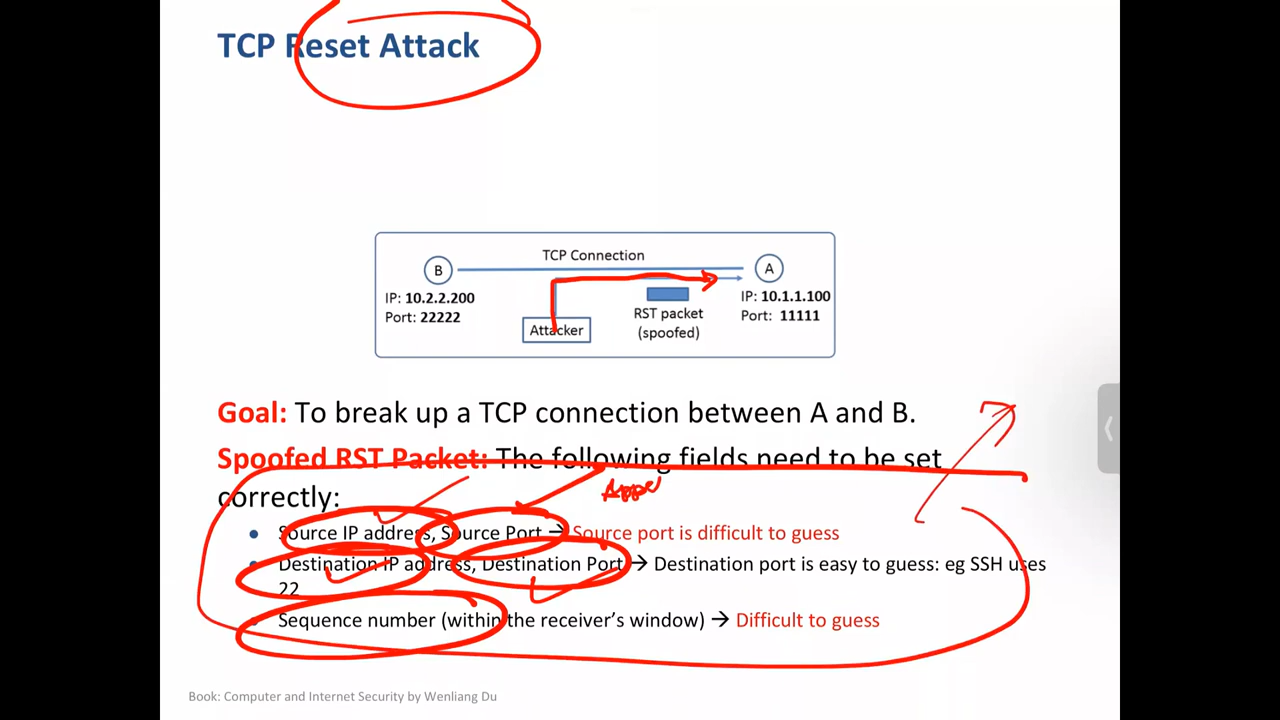 TCP Reset Attack
TCP Connection
B
A
IP: 10.2.2.200
Port: 22222
Attacker
RST packet
(spoofed)
IP: 10.1.1.100
Port: 11111
Goal: To break up a TCP connection between A and B.
Spoofed RST Packet: The following fields need to be set
correctly:
• Source IP address, Source Port → Source port is difficult to guess
• Destination IP address, Destination Port → Destination port is easy to guess: eg SSH uses
22
• Sequence number (within the receiver's window) → Difficult to guess
Book: Computer and Internet Security by Wenliang Du